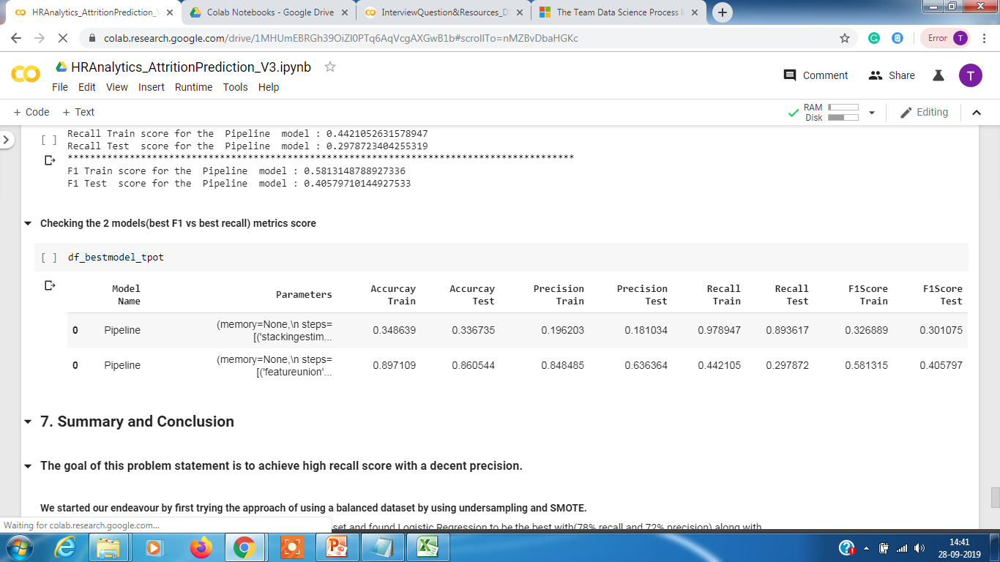 HRAnalytics_AttritionPrediction_
Colab Notebooks - Google Drive
InterviewQuestion&Resources_D
The Team Data Science Process
colab.research.google.com/drive/1MHUmEBRGh39OiZI0PTq6AqVcgAXGwB1b#scrollTo=nMZBvDbaHGKc
Error T
HRAnalytics_AttritionPrediction_V3.ipynb
Comment Share T
File Edit View Insert Runtime Tools Help
+ Code + Text
RAM
Disk
Editing
[ ] Recall Train score for the Pipeline model : 0.4421052631578947
Recall Test score for the Pipeline model : 0.2978723404255319
******************************************************************************************
F1 Train score for the Pipeline model : 0.5813148788927336
F1 Test score for the Pipeline model : 0.40579710144927533
Checking the 2 models(best F1 vs best recall) metrics score
[ ] df_bestmodel_tpot
Model Name Parameters Accurcay Train Accurcay Test Precision Train Precision Test Recall Train Recall Test F1Score Train F1Score Test
0 Pipeline (memory=None,\n steps=[('stackingestim... 0.348639 0.336735 0.196203 0.181034 0.978947 0.893617 0.326889 0.301075
0 Pipeline (memory=None,\n steps=[('featureunion'... 0.897109 0.860544 0.848485 0.636364 0.442105 0.297872 0.581315 0.405797
7. Summary and Conclusion
The goal of this problem statement is to achieve high recall score with a decent precision.
We started our endeavour by first trying the approach of using a balanced dataset by using undersampling and SMOTE.
set and found Logistic Regression to be the best with(78% recall and 72% precision) along with
Waiting for colab.research.google.com...
14:41
28-09-2019